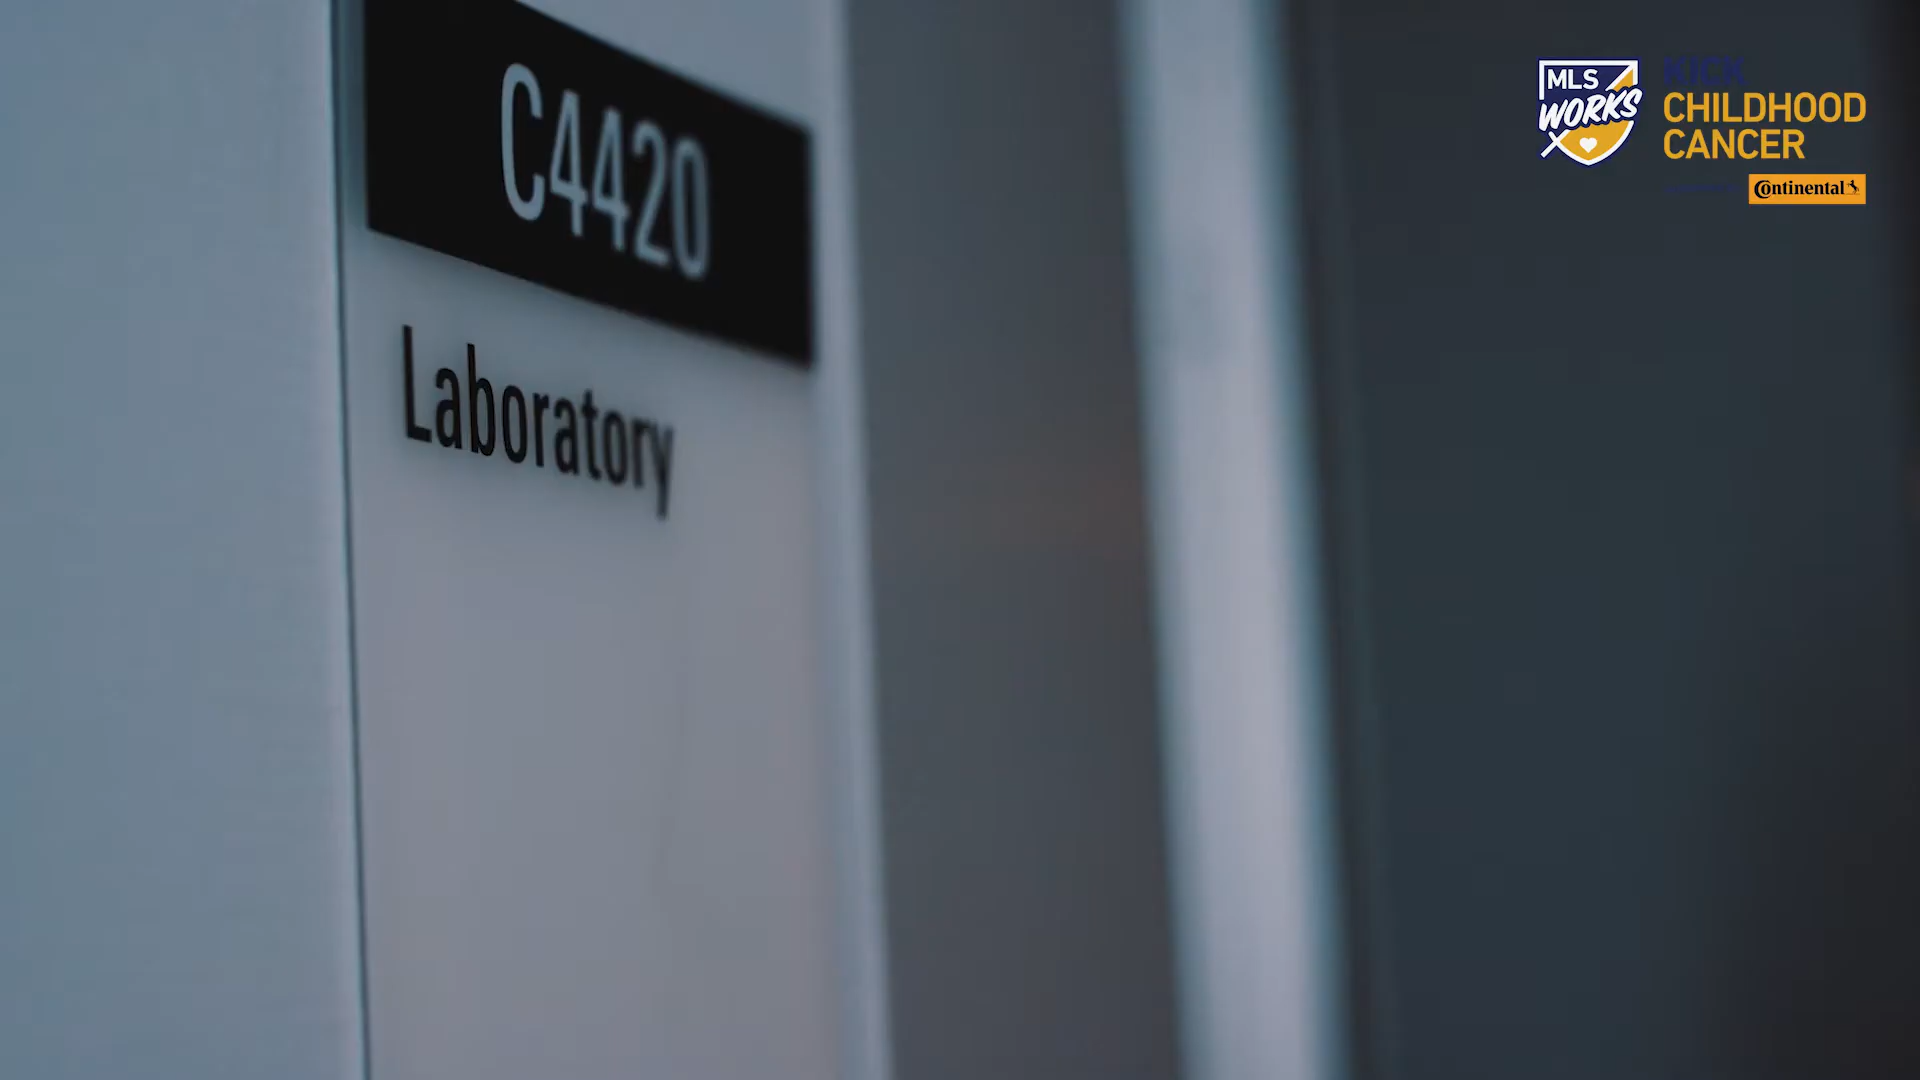 C4420
Laboratory
MLS
WORKS
KICK
CHILDHOOD
CANCER
Continental